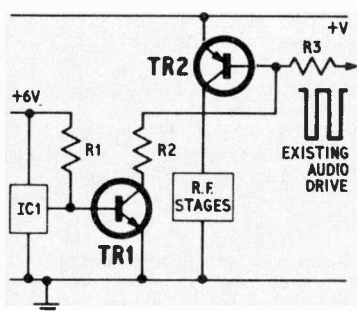 +V
TR2
R3
+6V
R1
R2
EXISTING
AUDIO
DRIVE
IC1
R.F.
STAGES
TR1